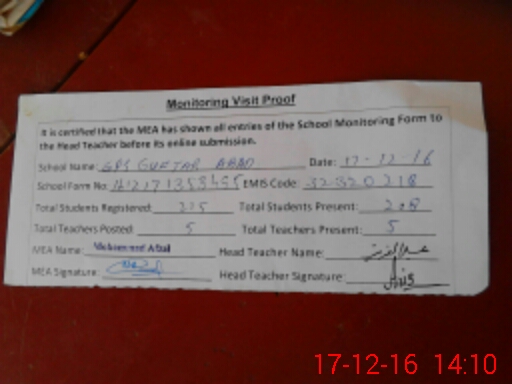 Monitoring Visit Proof
It is certified that the MEA has shown all entries of the School Monitoring Form to
the Head Teacher before its online submission.
School Name: GPS GUFTAR ABAD Date: 17-12-16
School Form No: EMIS Code: 32320218
Total Students Registered: 215 Total Students Present: 208
Total Teachers Posted: 5 Total Teachers Present: 5
MEA Name: Muhammad Afzal Head Teacher Name:
MEA Signature: Head Teacher Signature:
17-12-16 14:10